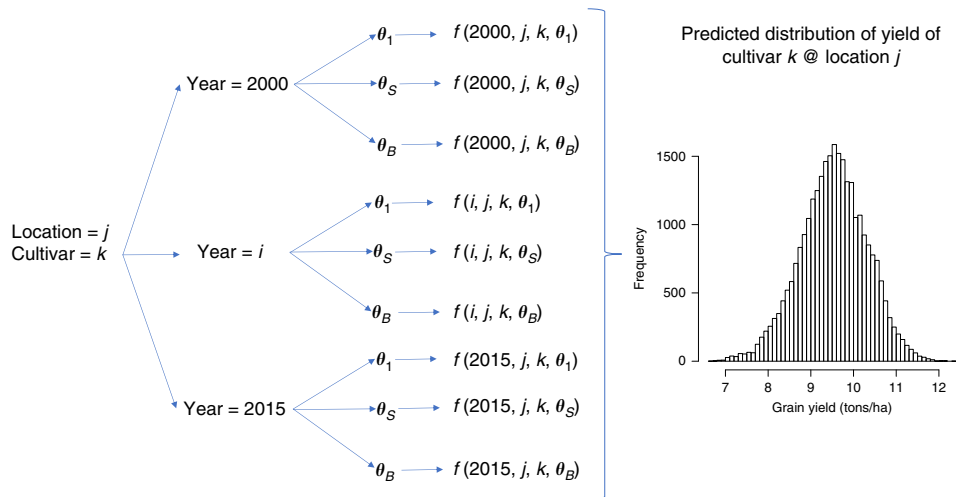 Location = j
Cultivar = k
Year = 2000
θ1
f (2000, j, k, θ1)
θS
f (2000, j, k, θS)
θB
f (2000, j, k, θB)
Year = i
θ1
f (i, j, k, θ1)
θS
f (i, j, k, θS)
θB
f (i, j, k, θB)
Year = 2015
θ1
f (2015, j, k, θ1)
θS
f (2015, j, k, θS)
θB
f (2015, j, k, θB)
Predicted distribution of yield of
cultivar k @ location j
Frequency
1500
1000
500
0
7 8 9 10 11 12
Grain yield (tons/ha)